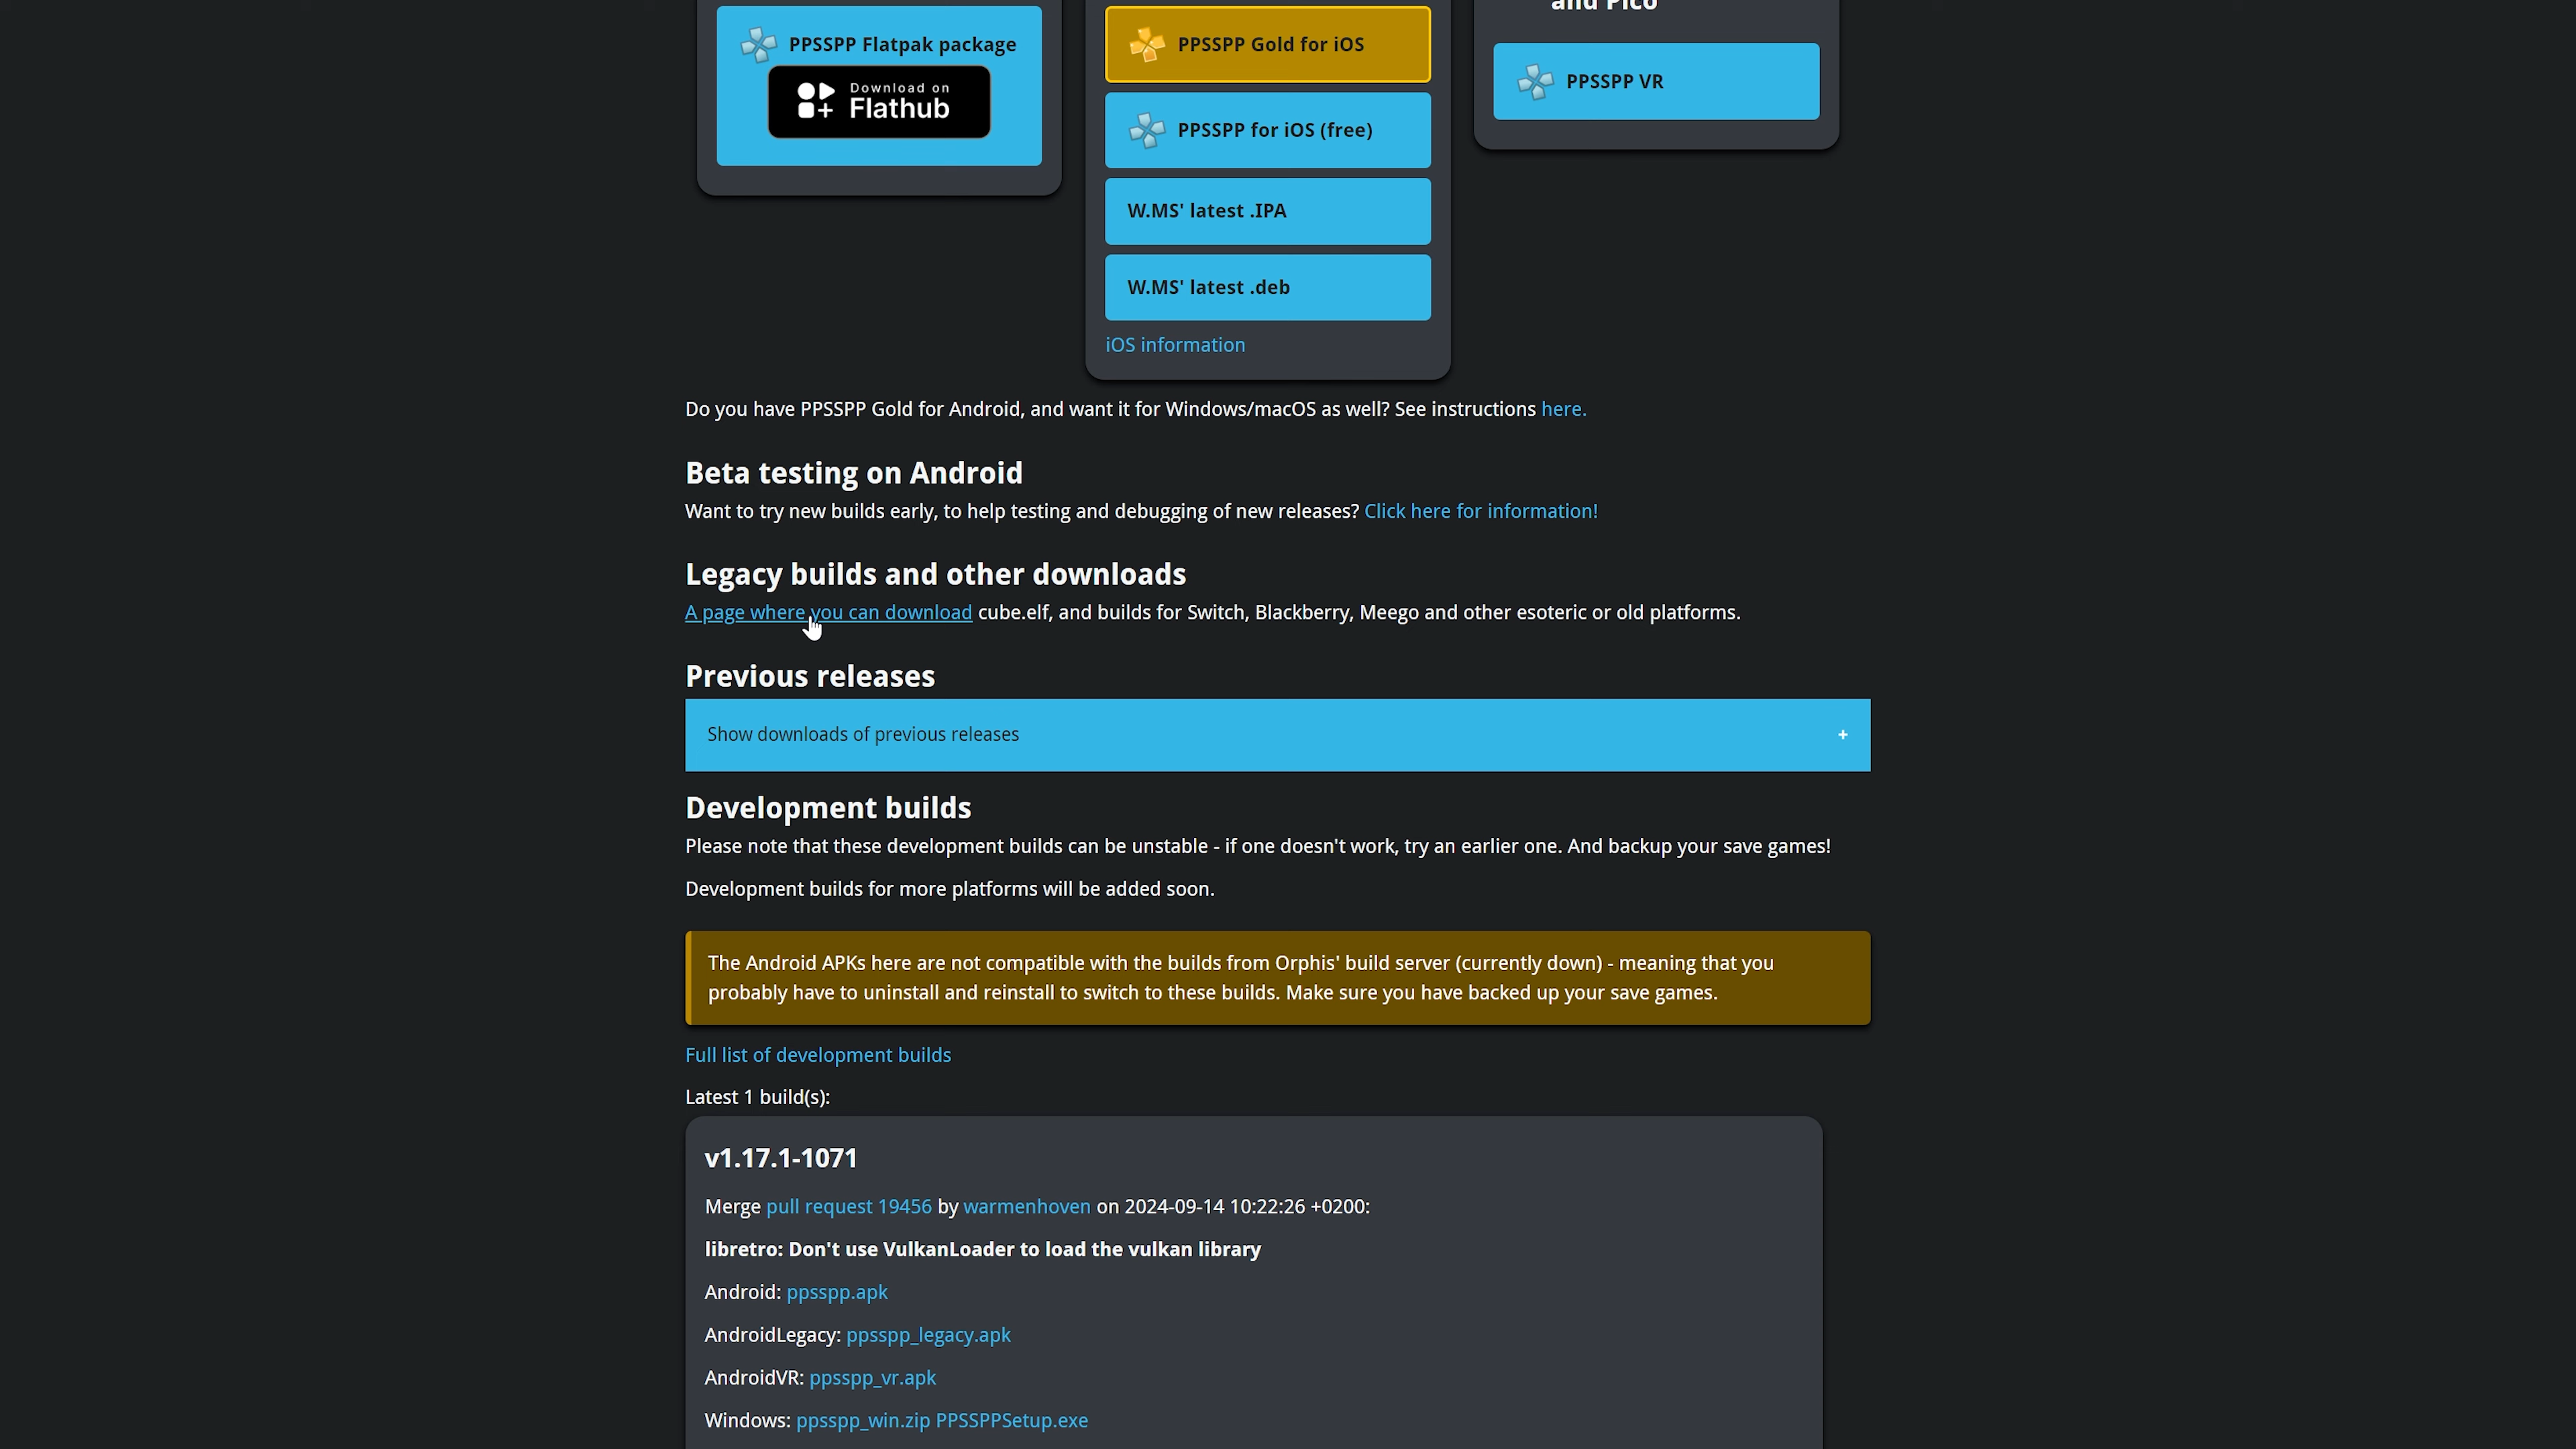 and Pico
PPSSPP Flatpak package
Download on
Flathub
PPSSPP Gold for iOS
PPSSPP for iOS (free)
W.MS' latest .IPA
W.MS' latest .deb
iOS information
PPSSPP VR
Do you have PPSSPP Gold for Android, and want it for Windows/macOS as well? See instructions here.
Beta testing on Android
Want to try new builds early, to help testing and debugging of new releases? Click here for information!
Legacy builds and other downloads
A page where you can download cube.elf, and builds for Switch, Blackberry, Meego and other esoteric or old platforms.
Previous releases
Show downloads of previous releases +
Development builds
Please note that these development builds can be unstable - if one doesn't work, try an earlier one. And backup your save games!
Development builds for more platforms will be added soon.
The Android APKs here are not compatible with the builds from Orphis' build server (currently down) - meaning that you
probably have to uninstall and reinstall to switch to these builds. Make sure you have backed up your save games.
Full list of development builds
Latest 1 build(s):
v1.17.1-1071
Merge pull request 19456 by warmenhoven on 2024-09-14 10:22:26 +0200:
libretro: Don't use VulkanLoader to load the vulkan library
Android: ppsspp.apk
AndroidLegacy: ppsspp_legacy.apk
AndroidVR: ppsspp_vr.apk
Windows: ppsspp_win.zip PPSSPPSetup.exe